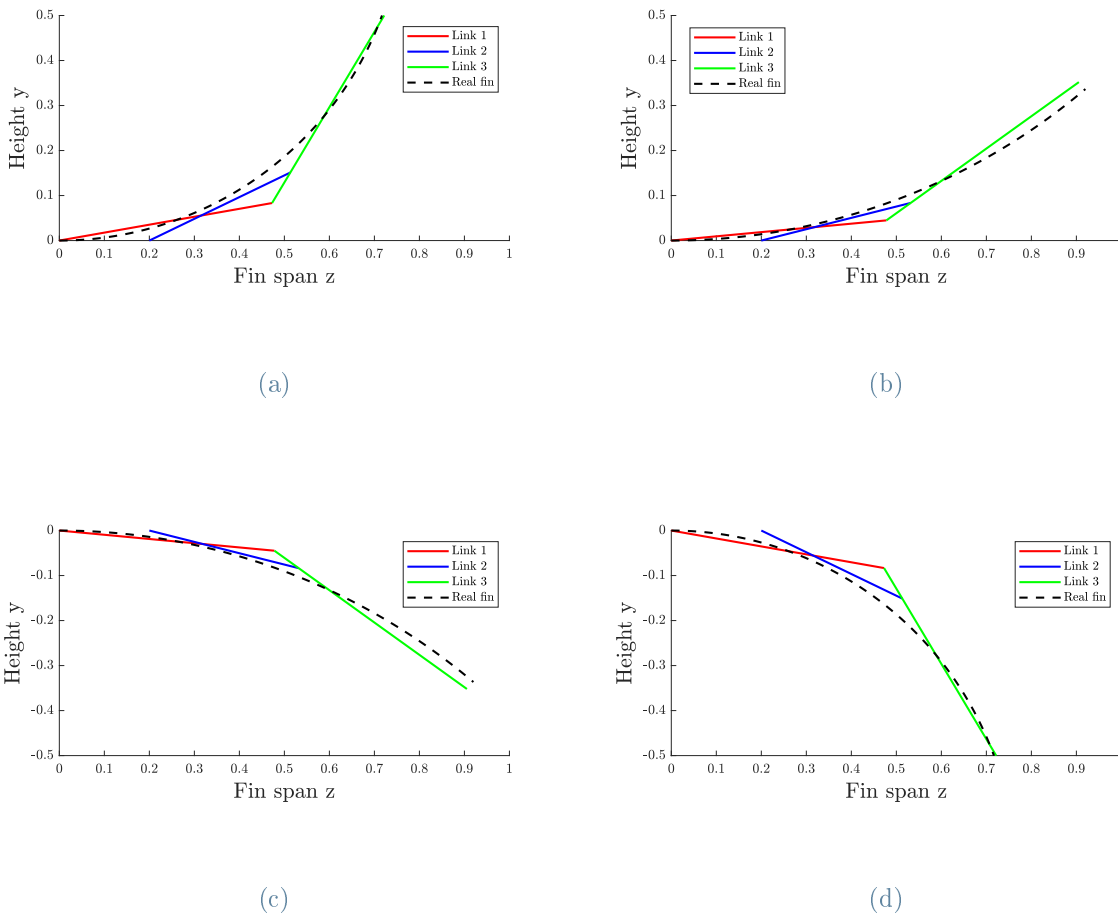 0.5
0.4
0.3
0.2
0.1
0
Height y
0 0.1 0.2 0.3 0.4 0.5 0.6 0.7 0.8 0.9 1
Fin span z
Link 1
Link 2
Link 3
Real fin
(a)
0.5
0.4
0.3
0.2
0.1
0
Height y
0 0.1 0.2 0.3 0.4 0.5 0.6 0.7 0.8 0.9
Fin span z
Link 1
Link 2
Link 3
Real fin
(b)
0
-0.1
-0.2
-0.3
-0.4
-0.5
Height y
0 0.1 0.2 0.3 0.4 0.5 0.6 0.7 0.8 0.9 1
Fin span z
Link 1
Link 2
Link 3
Real fin
(c)
0
-0.1
-0.2
-0.3
-0.4
-0.5
Height y
0 0.1 0.2 0.3 0.4 0.5 0.6 0.7 0.8 0.9
Fin span z
Link 1
Link 2
Link 3
Real fin
(d)